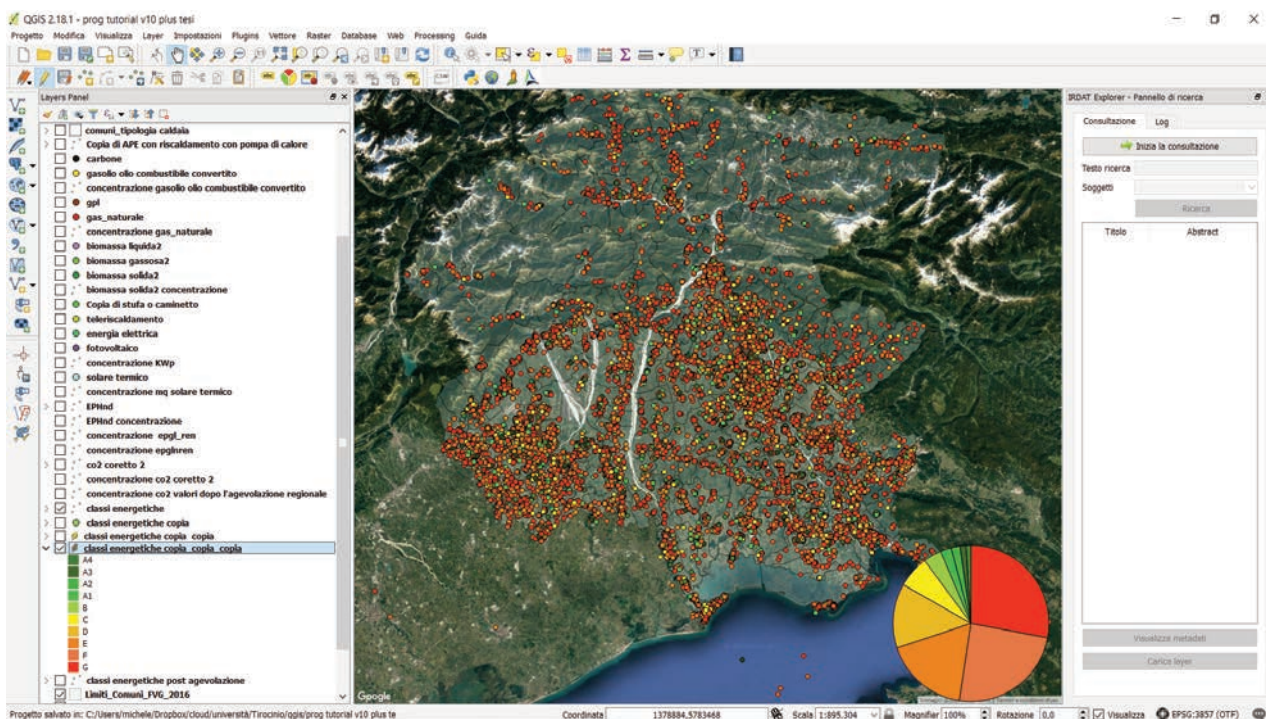 QGIS 2.18.1 - prog tutorial v10 plus tesi
Progetto Modifica Visualizza Layer Impostazioni Plugins Vettore Raster Database Web Processing Guida
Layers Panel
comuni_tipologia caldaia
Copia di APE con riscaldamento con pompa di calore
carbone
gasolio olio combustibile convertito
concentrazione gasolio olio combustibile convertito
gpl
gas_naturale
concentrazione gas_naturale
biomassa liquida2
biomassa gassosa2
biomassa solida2
biomassa solida2 concentrazione
Copia di stufa o caminetto
teleriscaldamento
energia elettrica
fotovoltaico
concentrazione KWp
solare termico
concentrazione mq solare termico
EPHnd
EPHnd concentrazione
concentrazione epgl_ren
concentrazione epglnren
co2 coretto 2
concentrazione co2 coretto 2
concentrazione co2 valori dopo l'agevolazione regionale
classi energetiche
classi energetiche copia
classi energetiche copia_copia
classi energetiche copia_copia_copia
A4
A3
A2
A1
B
C
D
E
F
G
classi energetiche post agevolazione
Limiti_Comuni_FVG_2016
Google
IRDAT Explorer - Pannello di ricerca
Consultazione Log
Inizia la consultazione
Testo ricerca
Soggetti
Ricerca
Titolo Abstract
Visualizza metadati
Carica layer
Progetto salvato in: C:/Users/michele/Dropbox/cloud/università/Tirocinio/qgis/prog tutorial v10 plus te Coordinata 1378884,5783468 Scala 1:895.304 Magnifier 100% Rotazione 0,0 Visualizza EPSG:3857 (OTF)